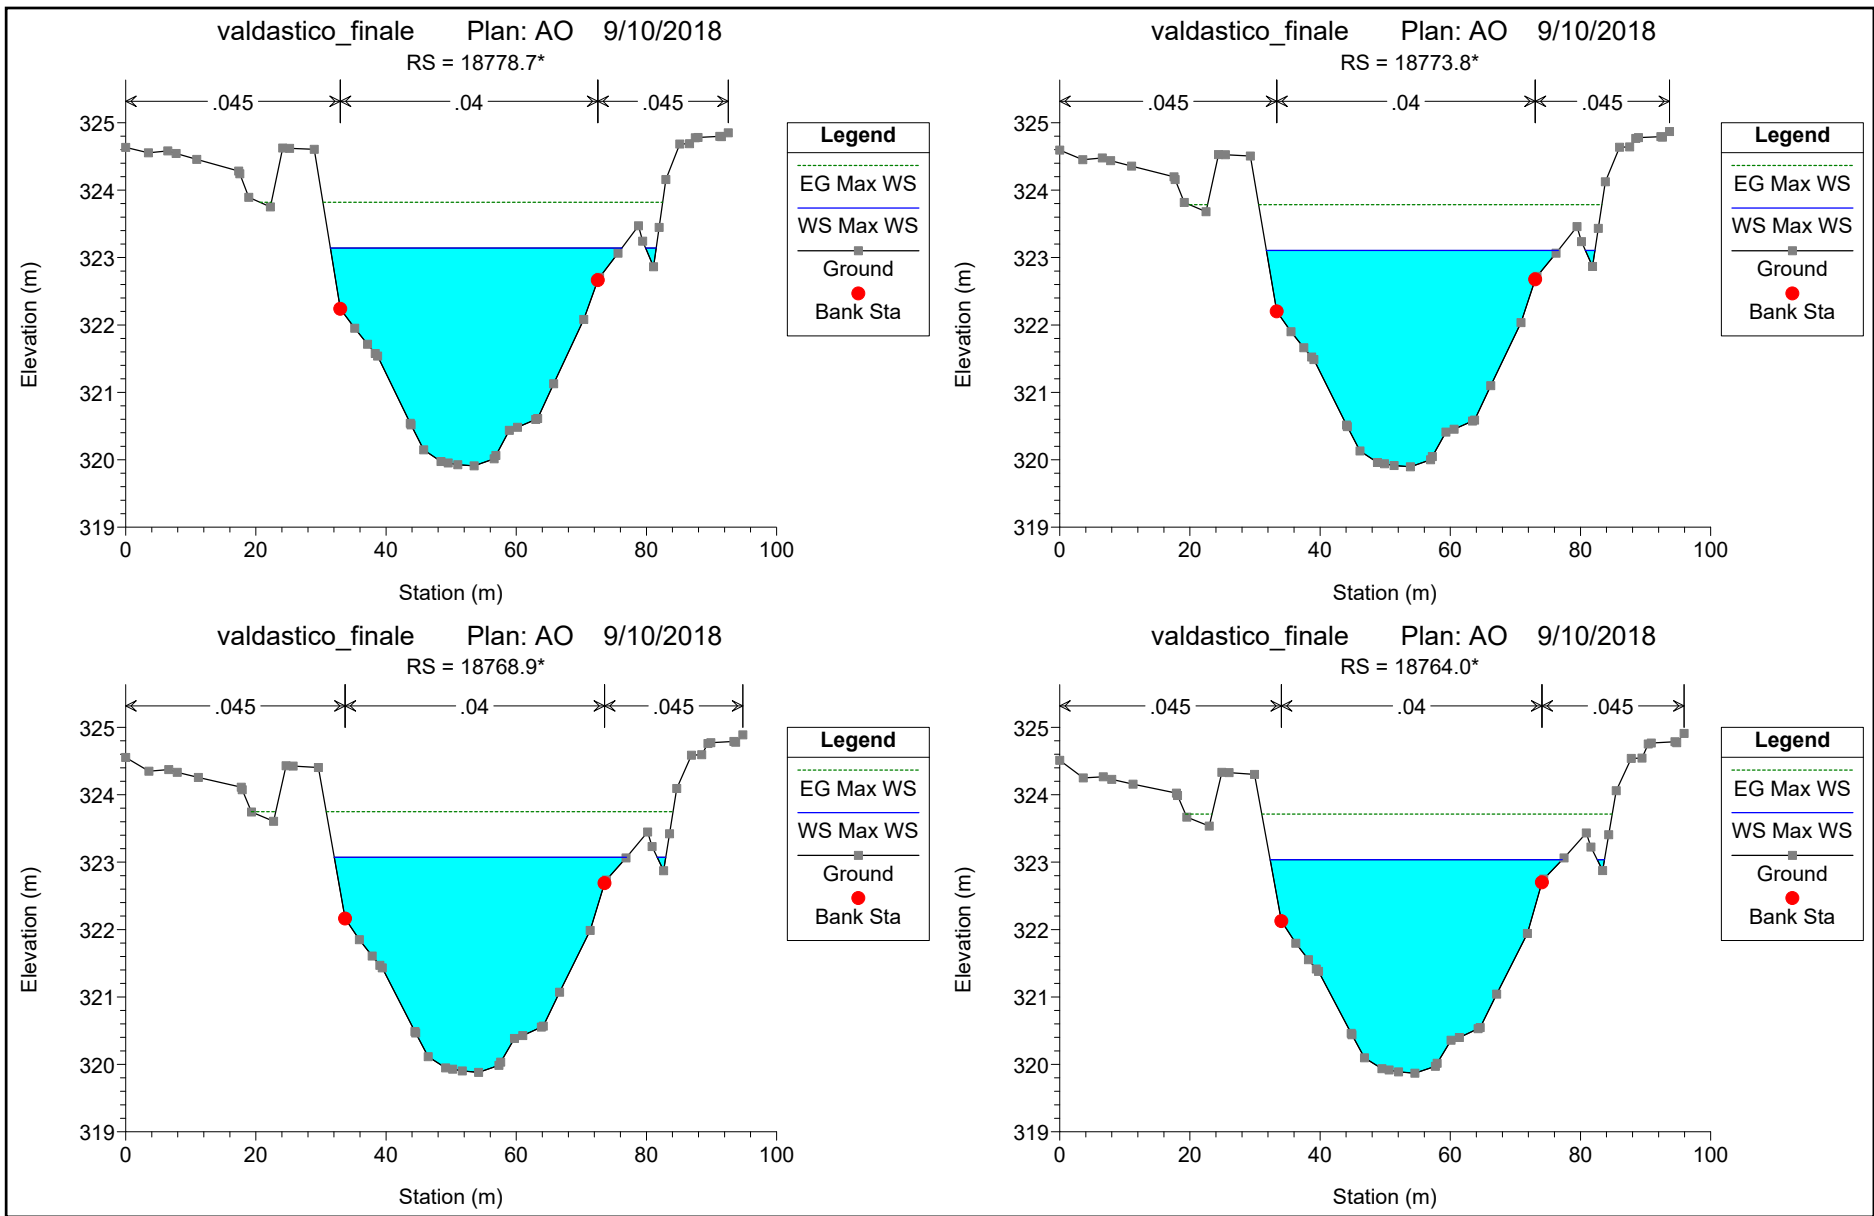 valdastico_finale Plan: AO 9/10/2018
RS = 18778.7*
.045 .04 .045
325
324
323
322
321
320
319
0 20 40 60 80 100
Elevation (m)
Station (m)
Legend
EG Max WS
WS Max WS
Ground
Bank Sta
valdastico_finale Plan: AO 9/10/2018
RS = 18773.8*
.045 .04 .045
325
324
323
322
321
320
319
0 20 40 60 80 100
Elevation (m)
Station (m)
Legend
EG Max WS
WS Max WS
Ground
Bank Sta
valdastico_finale Plan: AO 9/10/2018
RS = 18768.9*
.045 .04 .045
325
324
323
322
321
320
319
0 20 40 60 80 100
Elevation (m)
Station (m)
Legend
EG Max WS
WS Max WS
Ground
Bank Sta
valdastico_finale Plan: AO 9/10/2018
RS = 18764.0*
.045 .04 .045
325
324
323
322
321
320
319
0 20 40 60 80 100
Elevation (m)
Station (m)
Legend
EG Max WS
WS Max WS
Ground
Bank Sta